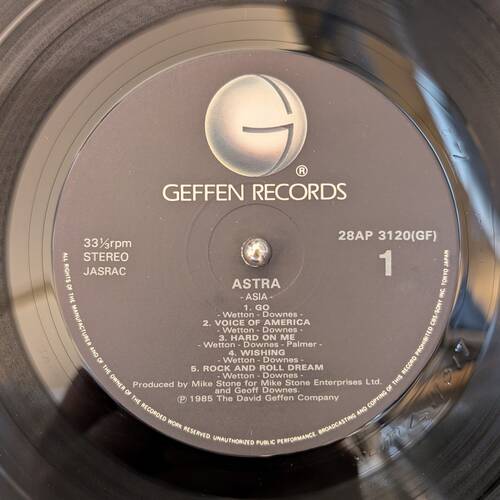 G
®
GEFFEN RECORDS
33⅓rpm
STEREO
JASRAC
28AP 3120(GF)
1
ASTRA
- ASIA -
1. GO
- Wetton - Downes -
2. VOICE OF AMERICA
- Wetton - Downes -
3. HARD ON ME
- Wetton - Downes - Palmer -
4. WISHING
- Wetton - Downes -
5. ROCK AND ROLL DREAM
- Wetton - Downes -
Produced by Mike Stone for Mike Stone Enterprises Ltd.
and Geoff Downes.
Ⓟ 1985 The David Geffen Company
ALL RIGHTS OF THE MANUFACTURER AND OF THE OWNER OF THE RECORDED WORK RESERVED. UNAUTHORIZED PUBLIC PERFORMANCE, BROADCASTING AND COPYING OF THIS RECORD PROHIBITED CBS/SONY INC. TOKYO JAPAN